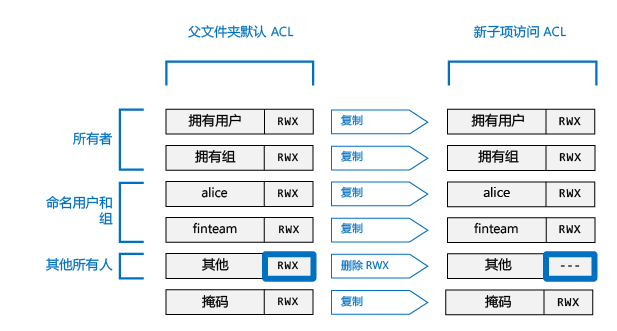 父文件夹默认 ACL
新子项访问 ACL
所有者
拥有用户 RWX 复制 拥有用户 RWX
拥有组 RWX 复制 拥有组 RWX
命名用户和
组
alice RWX 复制 alice RWX
finteam RWX 复制 finteam RWX
其他所有人
其他 RWX 删除 RWX 其他 ---
掩码 RWX 复制 掩码 RWX